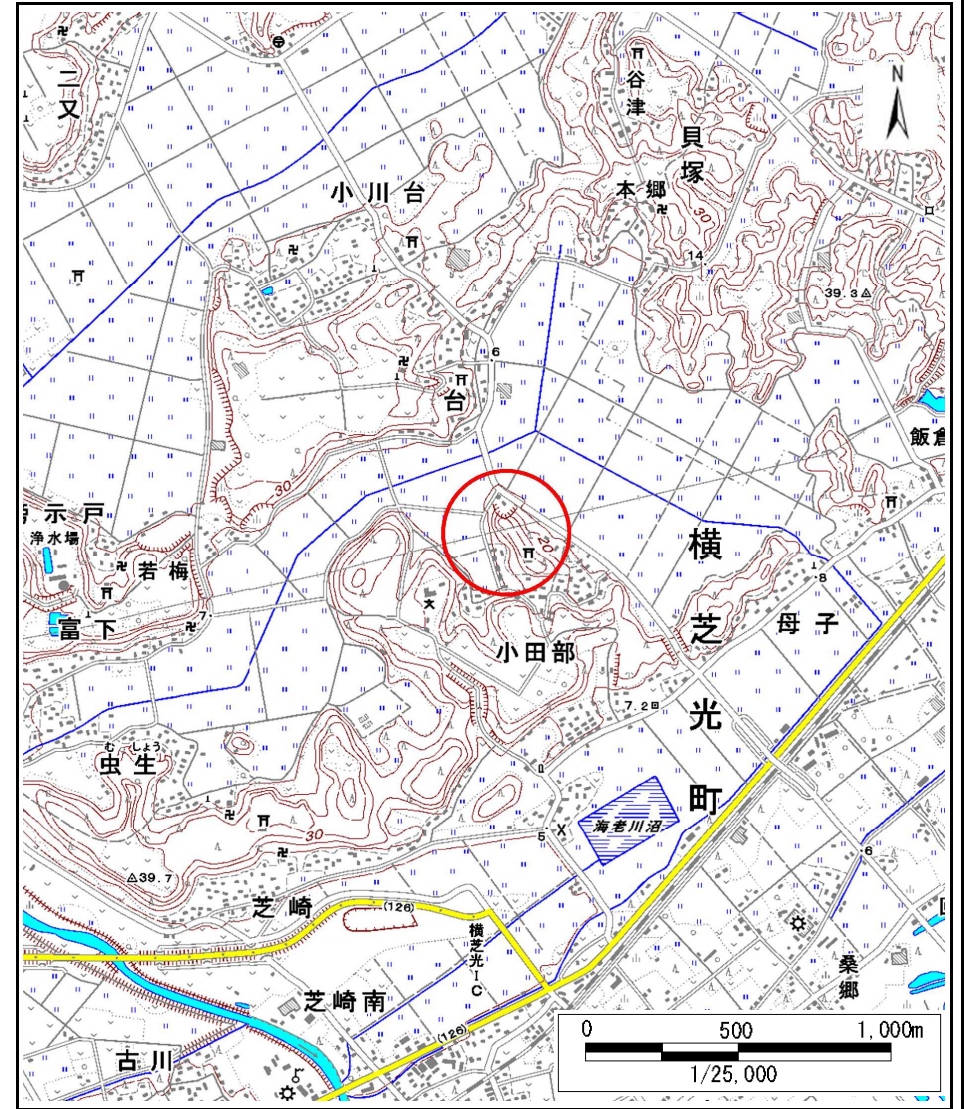 二又
谷津
N
貝塚
小川台
本郷
30
14
39.3
6
台
飯倉
30
示戸
浄水場
若梅
20
横芝光町
7
富下
8
母子
小田部
7.2
むしょう
虫生
30
海老川沼
5
6
39.7
芝崎
(126)
横芝光IC
桑郷
芝崎南
(126)
古川
0 500 1,000m
1/25,000